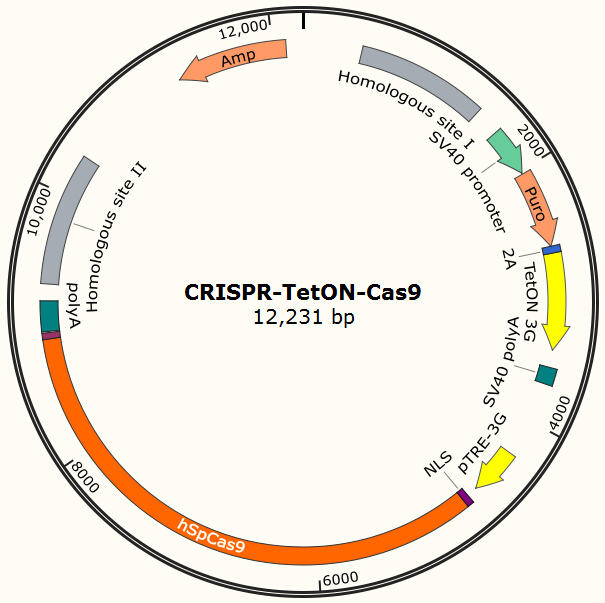 CRISPR-TetON-Cas9
12,231 bp
12,000
Amp
Homologous site I
2000
SV40 promoter
Puro
2A
TetON 3G
SV40 polyA
4000
pTRE-3G
NLS
6000
hSpCas9
8000
polyA
Homologous site II
10,000